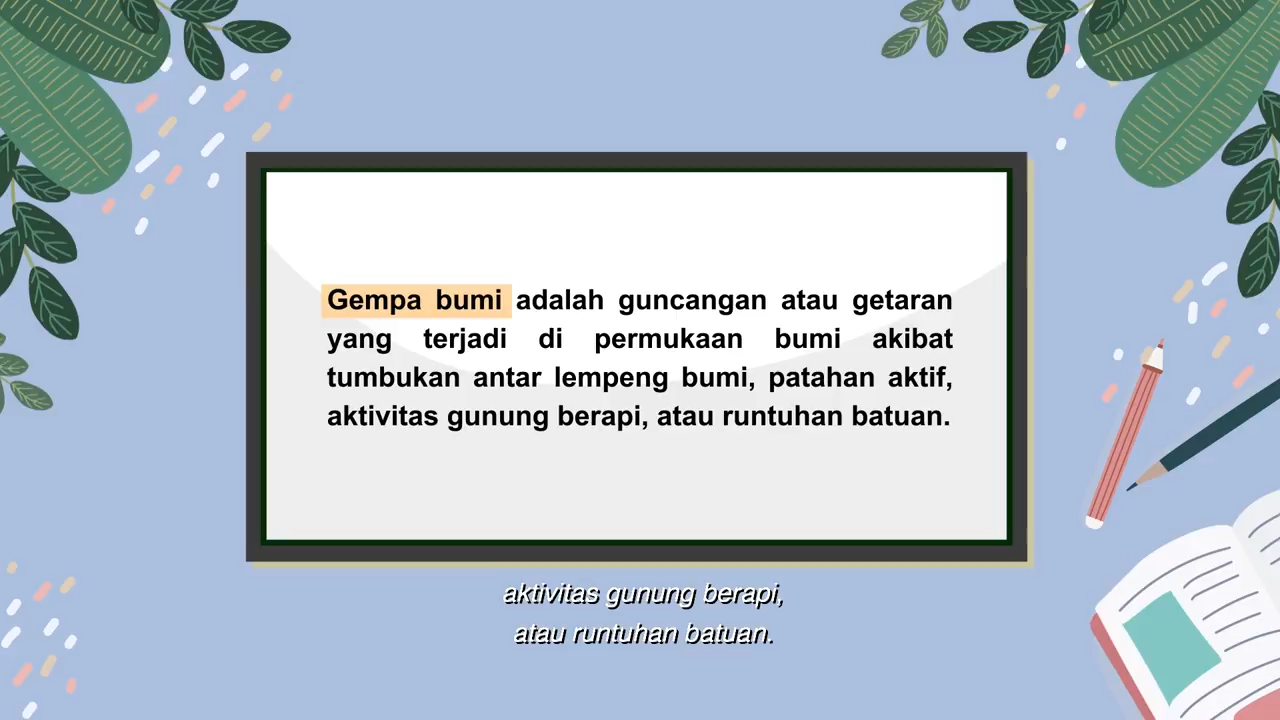 Gempa bumi adalah guncangan atau getaran
yang terjadi di permukaan bumi akibat
tumbukan antar lempeng bumi, patahan aktif,
aktivitas gunung berapi, atau runtuhan batuan.
aktivitas gunung berapi,
atau runtuhan batuan.